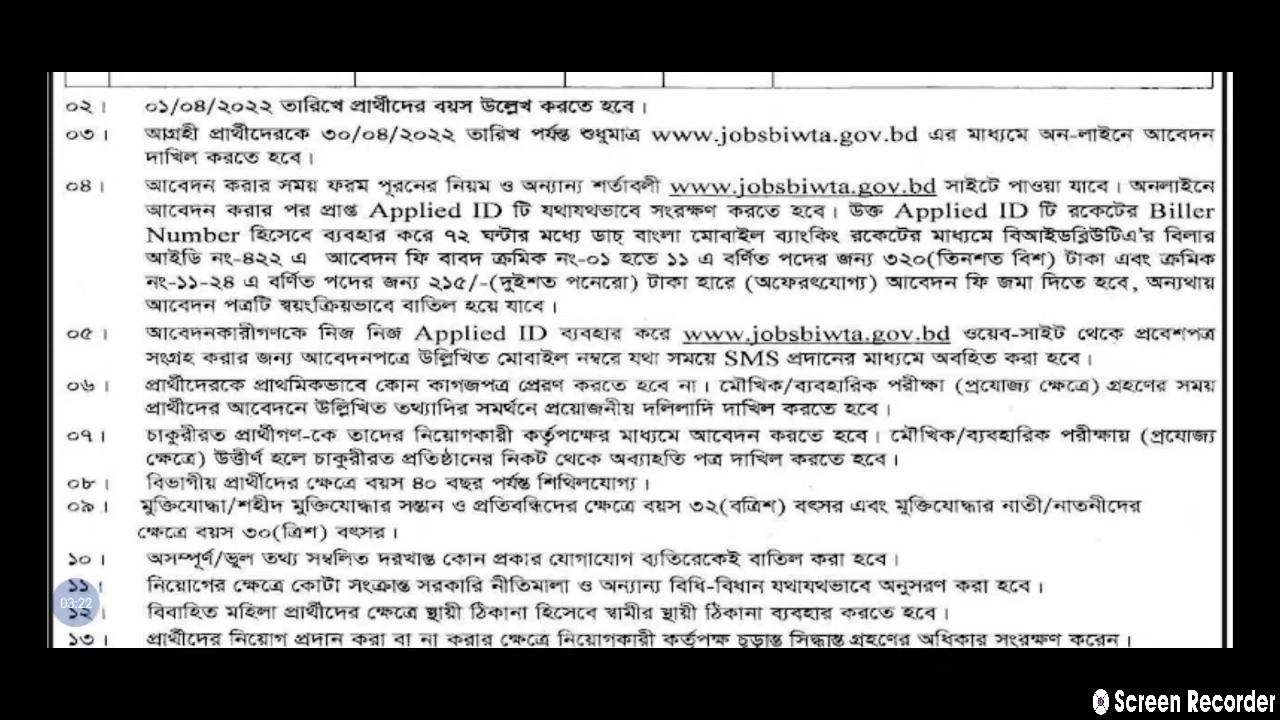 ০২। ০১/০৪/২০২২ তারিখে প্রার্থীদের বয়স উল্লেখ করতে হবে।
০৩। আগ্রহী প্রার্থীদেরকে ৩০/০৪/২০২২ তারিখ পর্যন্ত শুধুমাত্র www.jobsbiwta.gov.bd এর মাধ্যমে অন-লাইনে আবেদন
দাখিল করতে হবে।
০৪। আবেদন করার সময় ফরম পূরনের নিয়ম ও অন্যান্য শর্তাবলী www.jobsbiwta.gov.bd সাইটে পাওয়া যাবে। অনলাইনে
আবেদন করার পর প্রাপ্ত Applied ID টি যথাযথভাবে সংরক্ষণ করতে হবে। উক্ত Applied ID টি রকেটের Biller
Number হিসেবে ব্যবহার করে ৭২ ঘন্টার মধ্যে ডাচ্ বাংলা মোবাইল ব্যাংকিং রকেটের মাধ্যমে বিআইডব্লিউটিএ'র বিলার
আইডি নং-৪২২ এ আবেদন ফি বাবদ ক্রমিক নং-০১ হতে ১১ এ বর্ণিত পদের জন্য ৩২০(তিনশত বিশ) টাকা এবং ক্রমিক
নং-১১-২৪ এ বর্ণিত পদের জন্য ২১৫/-(দুইশত পনেরো) টাকা হারে (অফেরৎযোগ্য) আবেদন ফি জমা দিতে হবে, অন্যথায়
আবেদন পত্রটি স্বয়ংক্রিয়ভাবে বাতিল হয়ে যাবে।
০৫। আবেদনকারীগণকে নিজ নিজ Applied ID ব্যবহার করে www.jobsbiwta.gov.bd ওয়েব-সাইট থেকে প্রবেশপত্র
সংগ্রহ করার জন্য আবেদনপত্রে উল্লিখিত মোবাইল নম্বরে যথা সময়ে SMS প্রদানের মাধ্যমে অবহিত করা হবে।
০৬। প্রার্থীদেরকে প্রাথমিকভাবে কোন কাগজপত্র প্রেরণ করতে হবে না। মৌখিক/ব্যবহারিক পরীক্ষা (প্রযোজ্য ক্ষেত্রে) গ্রহণের সময়
প্রার্থীদের আবেদনে উল্লিখিত তথ্যাদির সমর্থনে প্রয়োজনীয় দলিলাদি দাখিল করতে হবে।
০৭। চাকুরীরত প্রার্থীগণ-কে তাদের নিয়োগকারী কর্তৃপক্ষের মাধ্যমে আবেদন করতে হবে। মৌখিক/ব্যবহারিক পরীক্ষায় (প্রযোজ্য
ক্ষেত্রে) উত্তীর্ণ হলে চাকুরীরত প্রতিষ্ঠানের নিকট থেকে অব্যাহতি পত্র দাখিল করতে হবে।
০৮। বিভাগীয় প্রার্থীদের ক্ষেত্রে বয়স ৪০ বছর পর্যন্ত শিথিলযোগ্য।
০৯। মুক্তিযোদ্ধা/শহীদ মুক্তিযোদ্ধার সন্তান ও প্রতিবন্ধিদের ক্ষেত্রে বয়স ৩২(বত্রিশ) বৎসর এবং মুক্তিযোদ্ধার নাতী/নাতনীদের
ক্ষেত্রে বয়স ৩০(ত্রিশ) বৎসর।
১০। অসম্পূর্ণ/ভুল তথ্য সম্বলিত দরখাস্ত কোন প্রকার যোগাযোগ ব্যতিরেকেই বাতিল করা হবে।
১১। নিয়োগের ক্ষেত্রে কোটা সংক্রান্ত সরকারি নীতিমালা ও অন্যান্য বিধি-বিধান যথাযথভাবে অনুসরণ করা হবে।
03:22
১২। বিবাহিত মহিলা প্রার্থীদের ক্ষেত্রে স্থায়ী ঠিকানা হিসেবে স্বামীর স্থায়ী ঠিকানা ব্যবহার করতে হবে।
১৩। প্রার্থীদের নিয়োগ প্রদান করা বা না করার ক্ষেত্রে নিয়োগকারী কর্তৃপক্ষ চূড়ান্ত সিদ্ধান্ত গ্রহণের অধিকার সংরক্ষণ করেন।
Screen Recorder